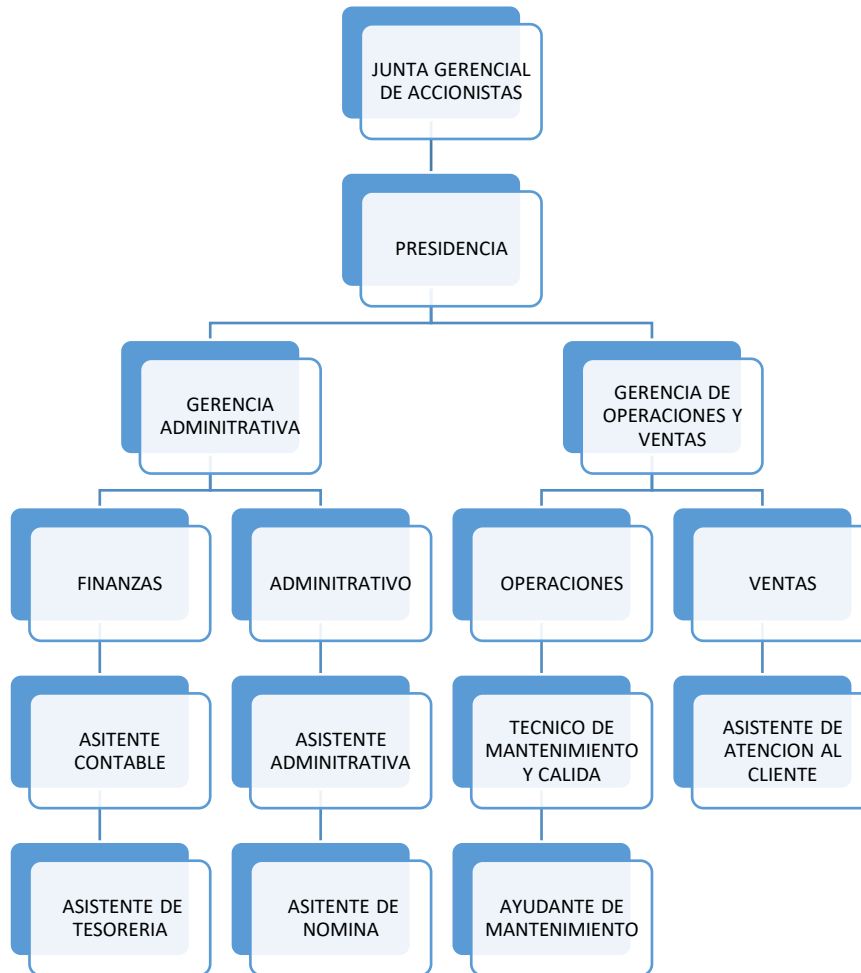 JUNTA GERENCIAL
DE ACCIONISTAS
PRESIDENCIA
GERENCIA
ADMINITRATIVA
GERENCIA DE
OPERACIONES Y
VENTAS
FINANZAS
ADMINITRATIVO
OPERACIONES
VENTAS
ASITENTE
CONTABLE
ASISTENTE
ADMINITRATIVA
TECNICO DE
MANTENIMIENTO
Y CALIDA
ASISTENTE DE
ATENCION AL
CLIENTE
ASISTENTE DE
TESORERIA
ASITENTE DE
NOMINA
AYUDANTE DE
MANTENIMIENTO